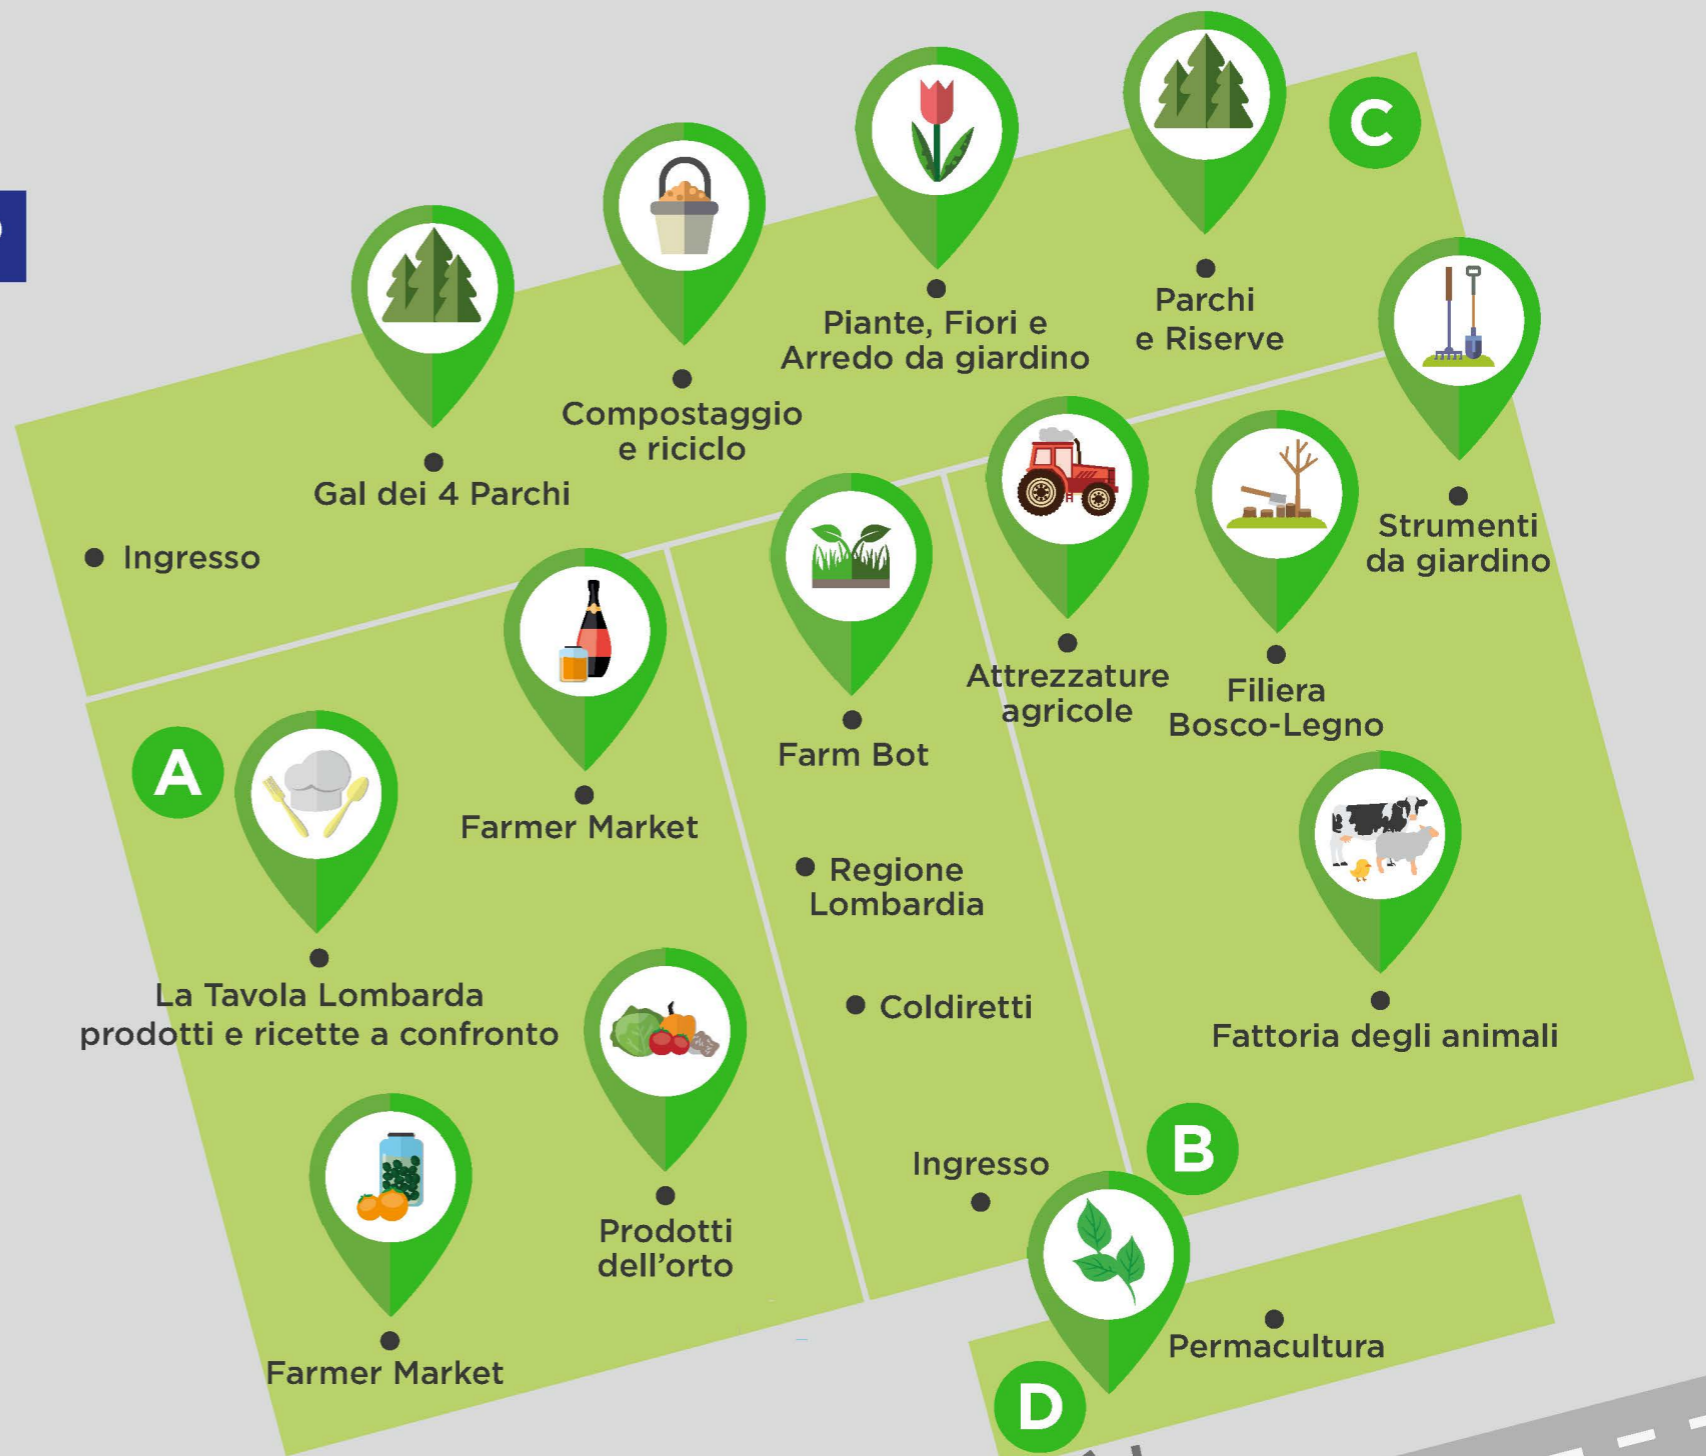 C
Piante, Fiori e
Arredo da giardino
Parchi
e Riserve
Compostaggio
e riciclo
Gal dei 4 Parchi
Ingresso
Strumenti
da giardino
Attrezzature
agricole
Filiera
Bosco-Legno
Farm Bot
A
Farmer Market
Regione
Lombardia
La Tavola Lombarda
prodotti e ricette a confronto
Coldiretti
Fattoria degli animali
Prodotti
dell'orto
Ingresso
B
Farmer Market
Permacultura
D